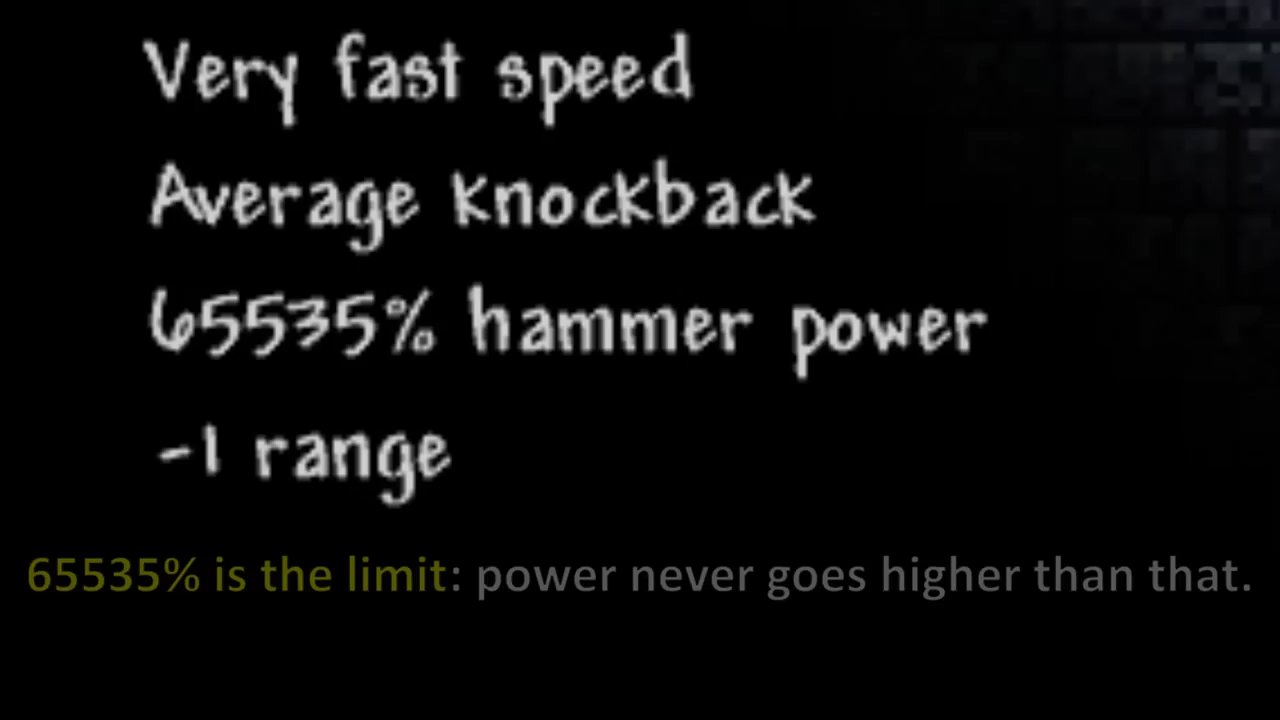 Very fast speed
Average knockback
65535% hammer power
-1 range
65535% is the limit: power never goes higher than that.